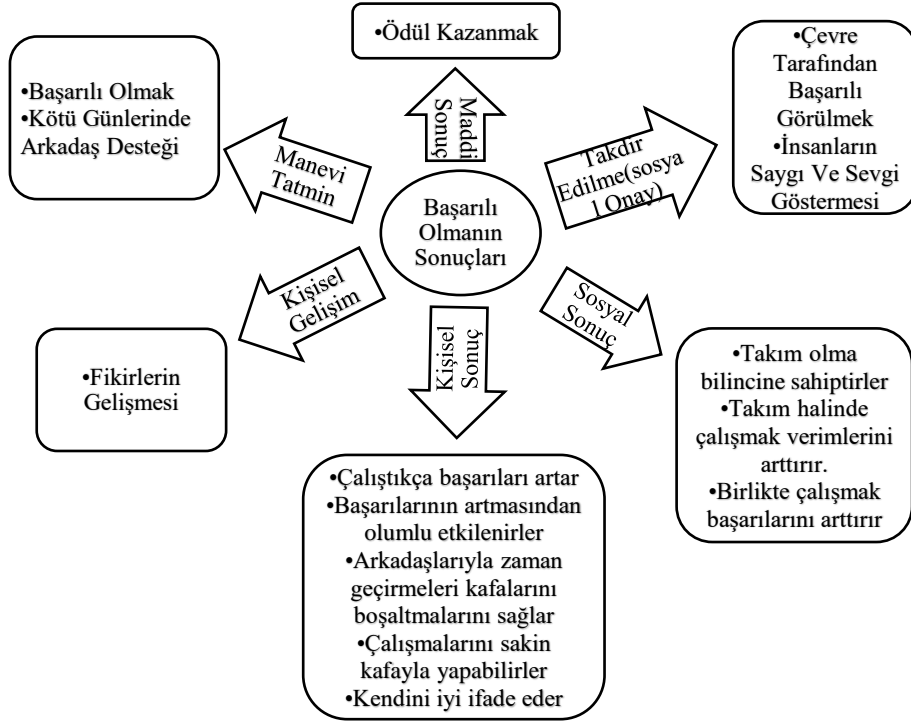 •Ödül Kazanmak
•Başarılı Olmak
•Kötü Günlerinde
Arkadaş Desteği
•Çevre
Tarafından
Başarılı
Görülmek
•İnsanların
Saygı Ve Sevgi
Göstermesi
Maddi
Sonuç
Manevi
Tatmin
Takdir
Edilme(sosya
l Onay)
Başarılı
Olmanın
Sonuçları
Kişisel
Gelişim
Kişisel
Sonuç
Sosyal
Sonuç
•Fikirlerin
Gelişmesi
•Takım olma
bilincine sahiptirler
•Takım halinde
çalışmak verimlerini
arttırır.
•Birlikte çalışmak
başarılarını arttırır
•Çalıştıkça başarıları artar
•Başarılarının artmasından
olumlu etkilenirler
•Arkadaşlarıyla zaman
geçirmeleri kafalarını
boşaltmalarını sağlar
•Çalışmalarını sakin
kafayla yapabilirler
•Kendini iyi ifade eder